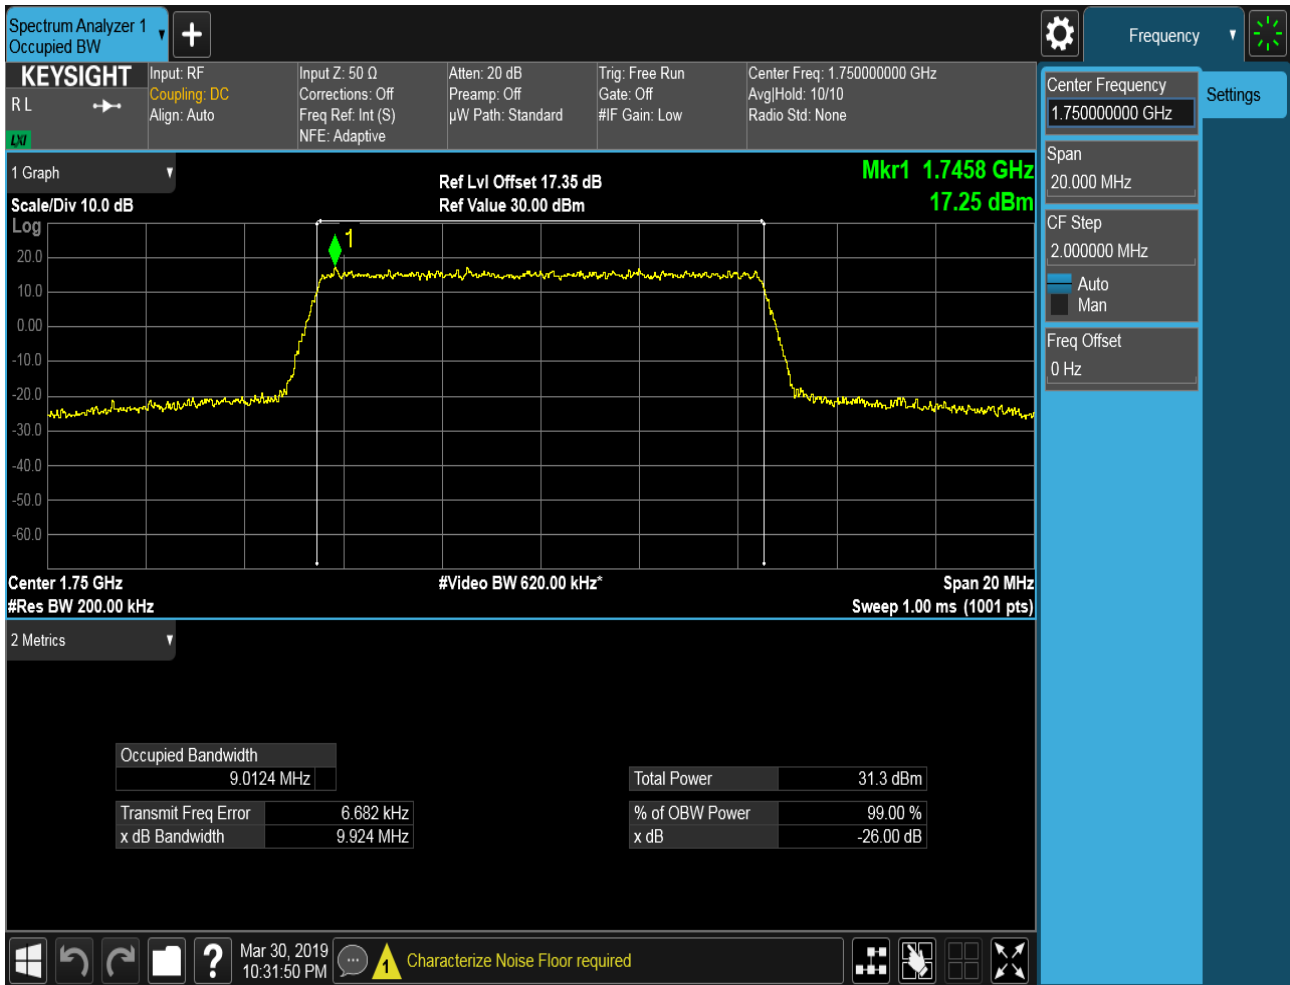 Spectrum Analyzer 1
Occupied BW
Frequency
KEYSIGHT
R L
LXI
Input: RF
Coupling: DC
Align: Auto
Input Z: 50 Ω
Corrections: Off
Freq Ref: Int (S)
NFE: Adaptive
Atten: 20 dB
Preamp: Off
µW Path: Standard
Trig: Free Run
Gate: Off
#IF Gain: Low
Center Freq: 1.750000000 GHz
Avg|Hold: 10/10
Radio Std: None
Center Frequency
1.750000000 GHz
Settings
Span
20.000 MHz
CF Step
2.000000 MHz
Auto
Man
Freq Offset
0 Hz
1 Graph
Scale/Div 10.0 dB
Ref Lvl Offset 17.35 dB
Ref Value 30.00 dBm
Mkr1 1.7458 GHz
17.25 dBm
Log
1
20.0
10.0
0.00
-10.0
-20.0
-30.0
-40.0
-50.0
-60.0
Center 1.75 GHz
#Video BW 620.00 kHz*
Span 20 MHz
#Res BW 200.00 kHz
Sweep 1.00 ms (1001 pts)
2 Metrics
Occupied Bandwidth
9.0124 MHz
Total Power 31.3 dBm
Transmit Freq Error 6.682 kHz
% of OBW Power 99.00 %
x dB Bandwidth 9.924 MHz
x dB -26.00 dB
?
Mar 30, 2019
10:31:50 PM
1
Characterize Noise Floor required